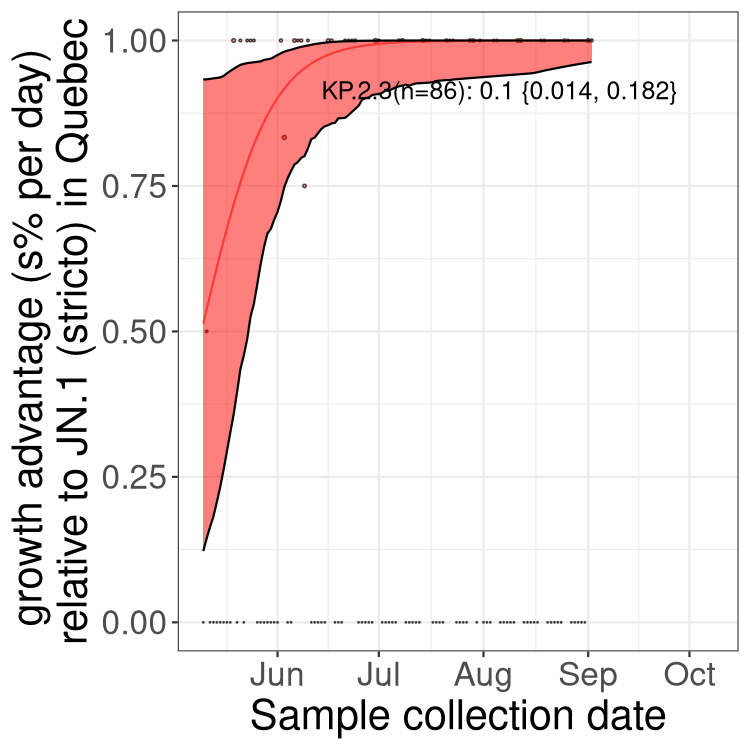 growth advantage (s% per day)
relative to JN.1 (stricto) in Quebec
1.00
0.75
0.50
0.25
0.00
KP.2.3(n=86): 0.1 {0.014, 0.182}
Jun Jul Aug Sep Oct
Sample collection date